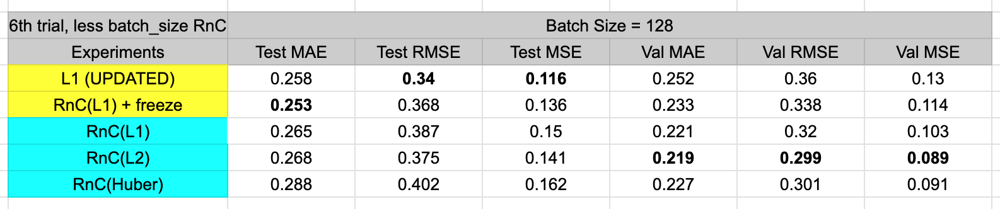 6th trial, less batch_size RnC Batch Size = 128
Experiments Test MAE Test RMSE Test MSE Val MAE Val RMSE Val MSE
L1 (UPDATED) 0.258 0.34 0.116 0.252 0.36 0.13
RnC(L1) + freeze 0.253 0.368 0.136 0.233 0.338 0.114
RnC(L1) 0.265 0.387 0.15 0.221 0.32 0.103
RnC(L2) 0.268 0.375 0.141 0.219 0.299 0.089
RnC(Huber) 0.288 0.402 0.162 0.227 0.301 0.091